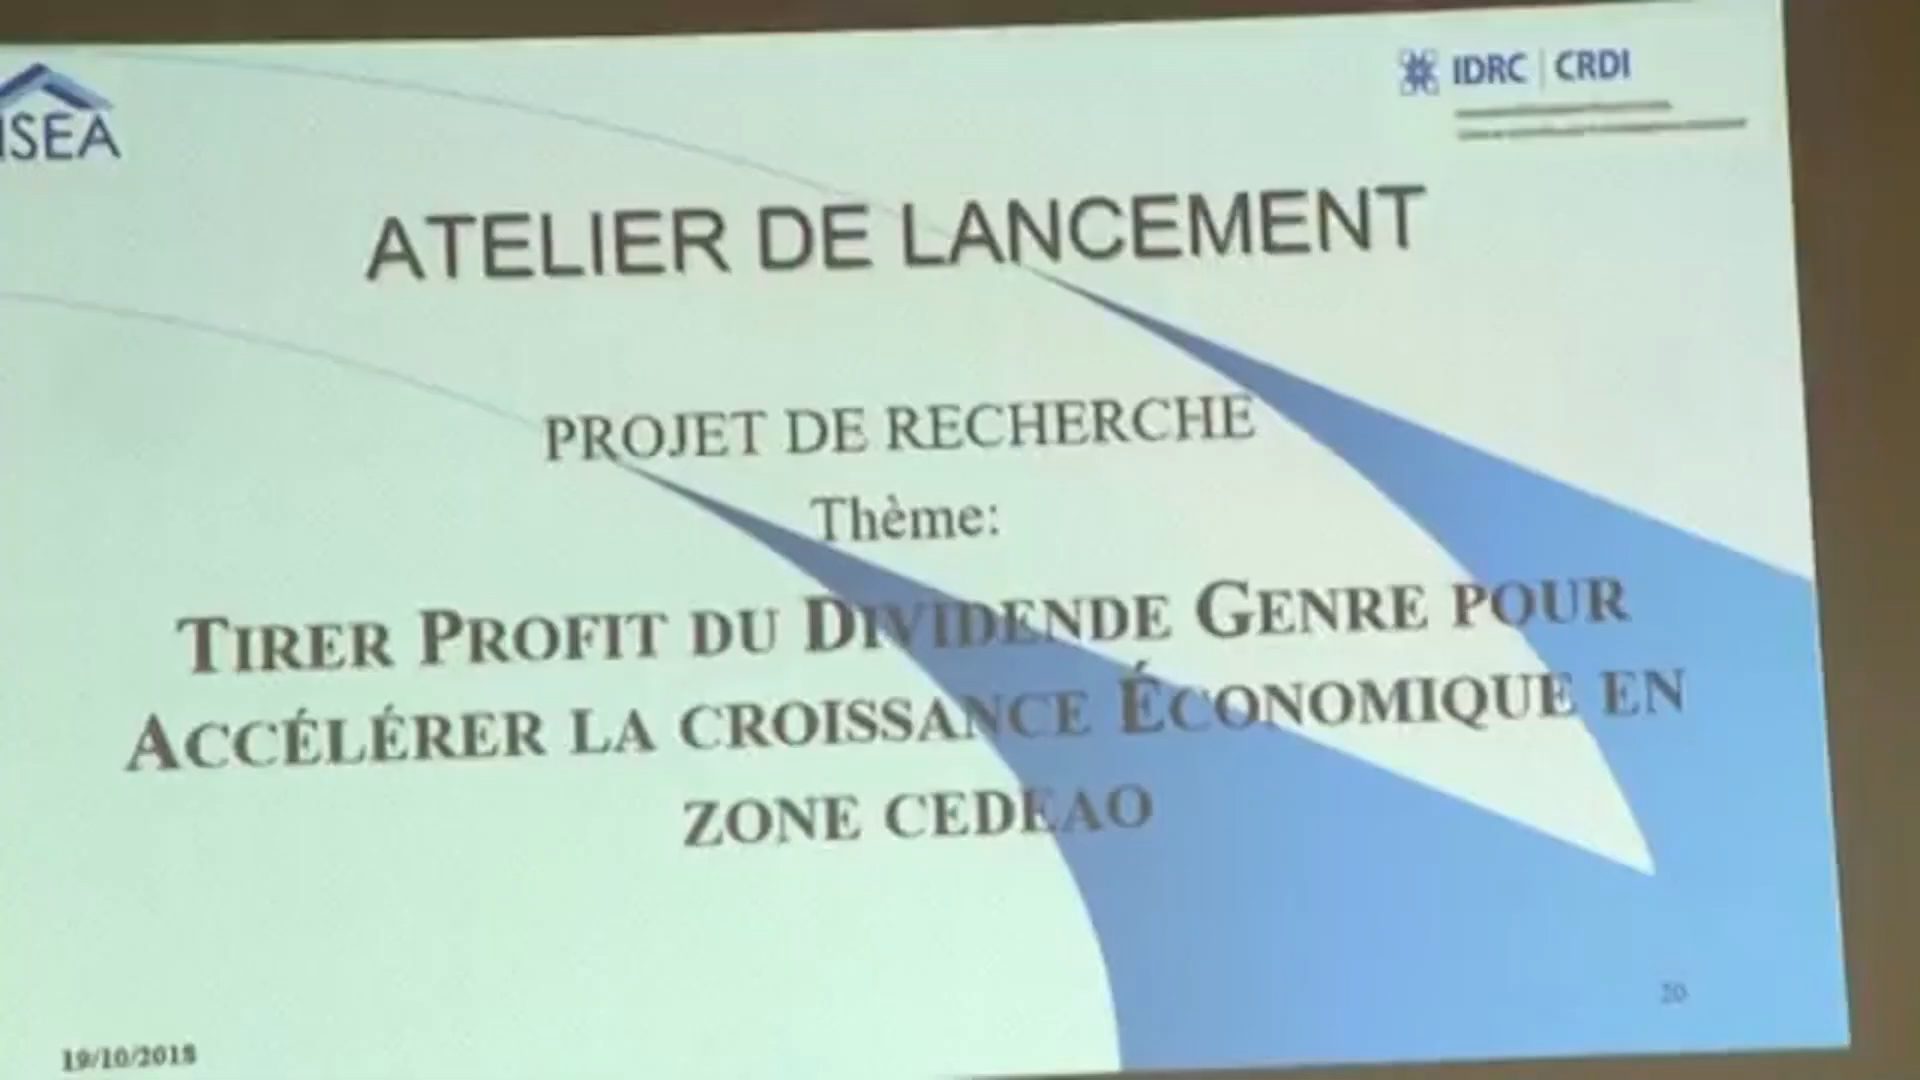 ISEA
IDRC | CRDI
ATELIER DE LANCEMENT
PROJET DE RECHERCHE
Thème:
TIRER PROFIT DU DIVIDENDE GENRE POUR
ACCÉLÉRER LA CROISSANCE ÉCONOMIQUE EN
ZONE CEDEAO
20
19/10/2018